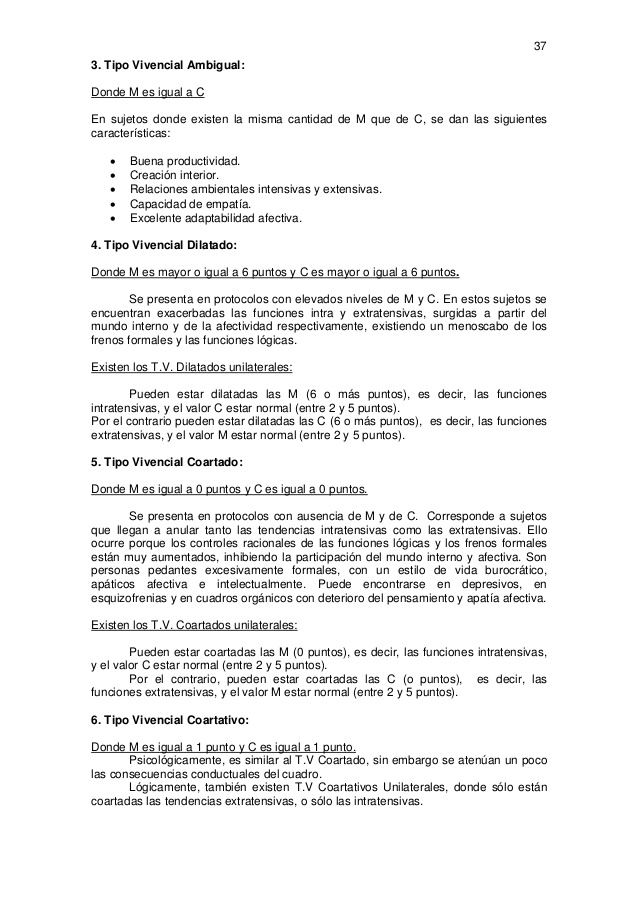 37
3. Tipo Vivencial Ambigual:
Donde M es igual a C
En sujetos donde existen la misma cantidad de M que de C, se dan las siguientes
características:
• Buena productividad.
• Creación interior.
• Relaciones ambientales intensivas y extensivas.
• Capacidad de empatía.
• Excelente adaptabilidad afectiva.
4. Tipo Vivencial Dilatado:
Donde M es mayor o igual a 6 puntos y C es mayor o igual a 6 puntos.
Se presenta en protocolos con elevados niveles de M y C. En estos sujetos se
encuentran exacerbadas las funciones intra y extratensivas, surgidas a partir del
mundo interno y de la afectividad respectivamente, existiendo un menoscabo de los
frenos formales y las funciones lógicas.
Existen los T.V. Dilatados unilaterales:
Pueden estar dilatadas las M (6 o más puntos), es decir, las funciones
intratensivas, y el valor C estar normal (entre 2 y 5 puntos).
Por el contrario pueden estar dilatadas las C (6 o más puntos), es decir, las funciones
extratensivas, y el valor M estar normal (entre 2 y 5 puntos).
5. Tipo Vivencial Coartado:
Donde M es igual a 0 puntos y C es igual a 0 puntos.
Se presenta en protocolos con ausencia de M y de C. Corresponde a sujetos
que llegan a anular tanto las tendencias intratensivas como las extratensivas. Ello
ocurre porque los controles racionales de las funciones lógicas y los frenos formales
están muy aumentados, inhibiendo la participación del mundo interno y afectiva. Son
personas pedantes excesivamente formales, con un estilo de vida burocrático,
apáticos afectiva e intelectualmente. Puede encontrarse en depresivos, en
esquizofrenias y en cuadros orgánicos con deterioro del pensamiento y apatía afectiva.
Existen los T.V. Coartados unilaterales:
Pueden estar coartadas las M (0 puntos), es decir, las funciones intratensivas,
y el valor C estar normal (entre 2 y 5 puntos).
Por el contrario, pueden estar coartadas las C (o puntos), es decir, las
funciones extratensivas, y el valor M estar normal (entre 2 y 5 puntos).
6. Tipo Vivencial Coartativo:
Donde M es igual a 1 punto y C es igual a 1 punto.
Psicológicamente, es similar al T.V Coartado, sin embargo se atenúan un poco
las consecuencias conductuales del cuadro.
Lógicamente, también existen T.V Coartativos Unilaterales, donde sólo están
coartadas las tendencias extratensivas, o sólo las intratensivas.